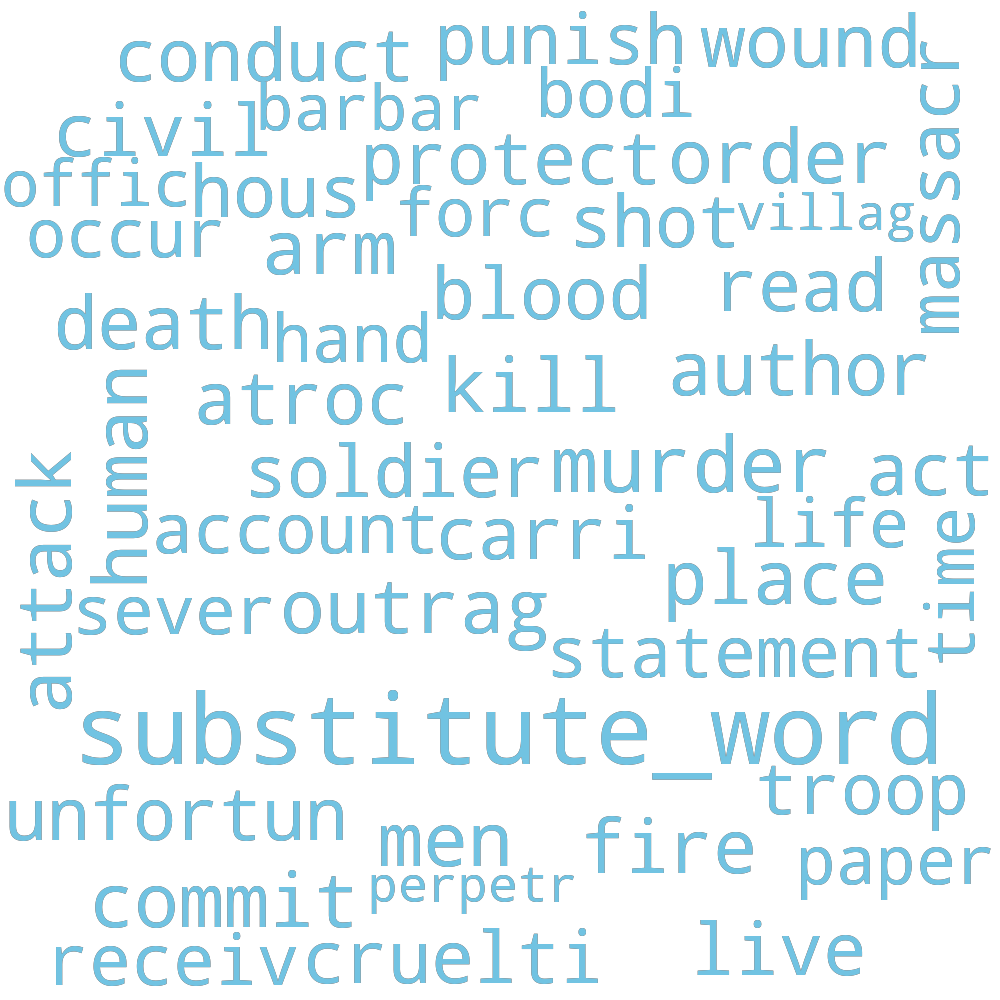 conduct punish wound
barbar bodi massacr
civil protect order
offic hous forc shot villag
occur arm
blood read
death hand
kill author
human atroc
attack soldier murder act
account carri life time
sever outrag place
statement
substitute_word
unfortun men fire troop
paper
commit perpetr
receiv cruelti live